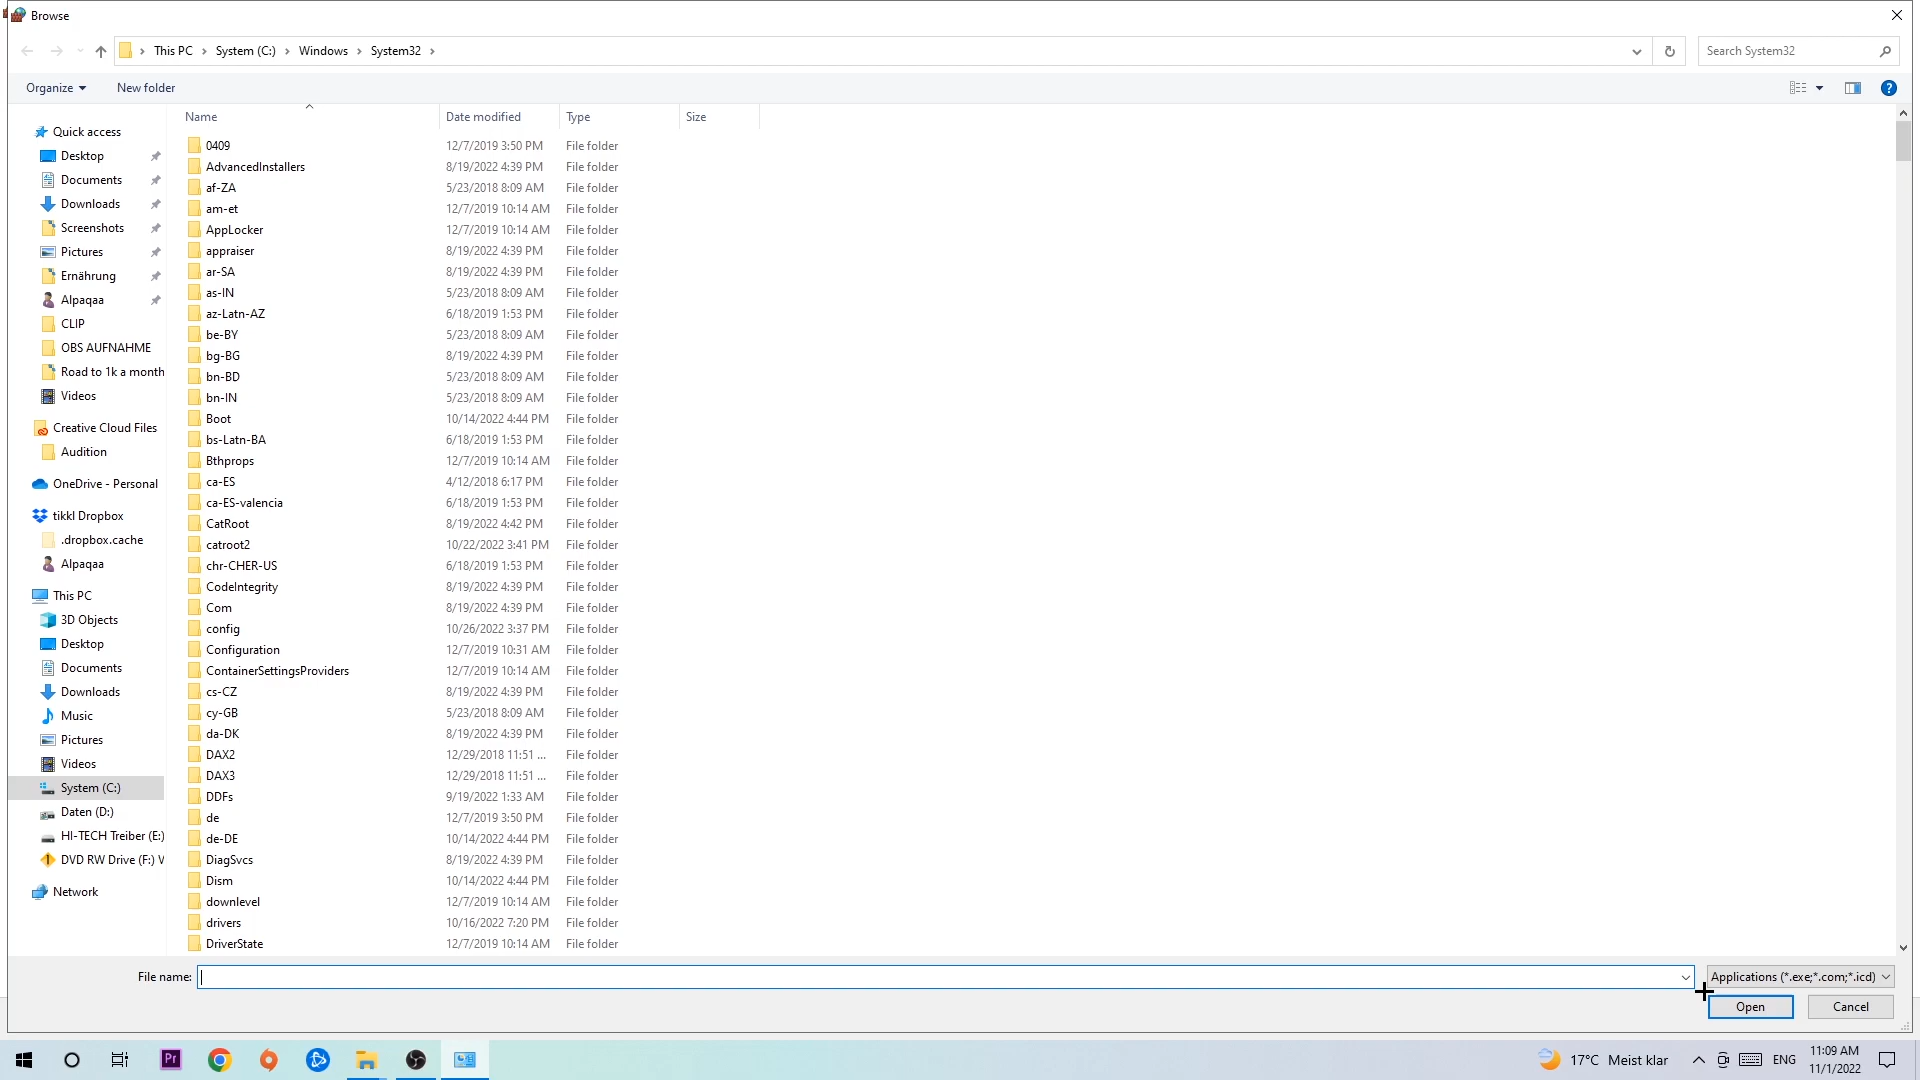 Browse
This PC
System (C:)
Windows
System32
Search System32
Organize
New folder
Name
Date modified
Type
Size
Quick access
Desktop
Documents
Downloads
Screenshots
Pictures
Ernährung
Alpaqaa
CLIP
OBS AUFNAHME
Road to 1k a month
Videos
Creative Cloud Files
Audition
OneDrive - Personal
tikkl Dropbox
.dropbox.cache
Alpaqaa
This PC
3D Objects
Desktop
Documents
Downloads
Music
Pictures
Videos
System (C:)
Daten (D:)
HI-TECH Treiber (E:)
DVD RW Drive (F:) V
Network
0409 12/7/2019 3:50 PM File folder
AdvancedInstallers 8/19/2022 4:39 PM File folder
af-ZA 5/23/2018 8:09 AM File folder
am-et 12/7/2019 10:14 AM File folder
AppLocker 12/7/2019 10:14 AM File folder
appraiser 8/19/2022 4:39 PM File folder
ar-SA 8/19/2022 4:39 PM File folder
as-IN 5/23/2018 8:09 AM File folder
az-Latn-AZ 6/18/2019 1:53 PM File folder
be-BY 5/23/2018 8:09 AM File folder
bg-BG 8/19/2022 4:39 PM File folder
bn-BD 5/23/2018 8:09 AM File folder
bn-IN 5/23/2018 8:09 AM File folder
Boot 10/14/2022 4:44 PM File folder
bs-Latn-BA 6/18/2019 1:53 PM File folder
Bthprops 12/7/2019 10:14 AM File folder
ca-ES 4/12/2018 6:17 PM File folder
ca-ES-valencia 6/18/2019 1:53 PM File folder
CatRoot 8/19/2022 4:42 PM File folder
catroot2 10/22/2022 3:41 PM File folder
chr-CHER-US 6/18/2019 1:53 PM File folder
CodeIntegrity 8/19/2022 4:39 PM File folder
Com 8/19/2022 4:39 PM File folder
config 10/26/2022 3:37 PM File folder
Configuration 12/7/2019 10:31 AM File folder
ContainerSettingsProviders 12/7/2019 10:14 AM File folder
cs-CZ 8/19/2022 4:39 PM File folder
cy-GB 5/23/2018 8:09 AM File folder
da-DK 8/19/2022 4:39 PM File folder
DAX2 12/29/2018 11:51 ... File folder
DAX3 12/29/2018 11:51 ... File folder
DDFs 9/19/2022 1:33 AM File folder
de 12/7/2019 3:50 PM File folder
de-DE 10/14/2022 4:44 PM File folder
DiagSvcs 8/19/2022 4:39 PM File folder
Dism 10/14/2022 4:44 PM File folder
downlevel 12/7/2019 10:14 AM File folder
drivers 10/16/2022 7:20 PM File folder
DriverState 12/7/2019 10:14 AM File folder
File name:
Applications (*.exe;*.com;*.icd)
Open
Cancel
Pr
17°C Meist klar
ENG
11:09 AM
11/1/2022